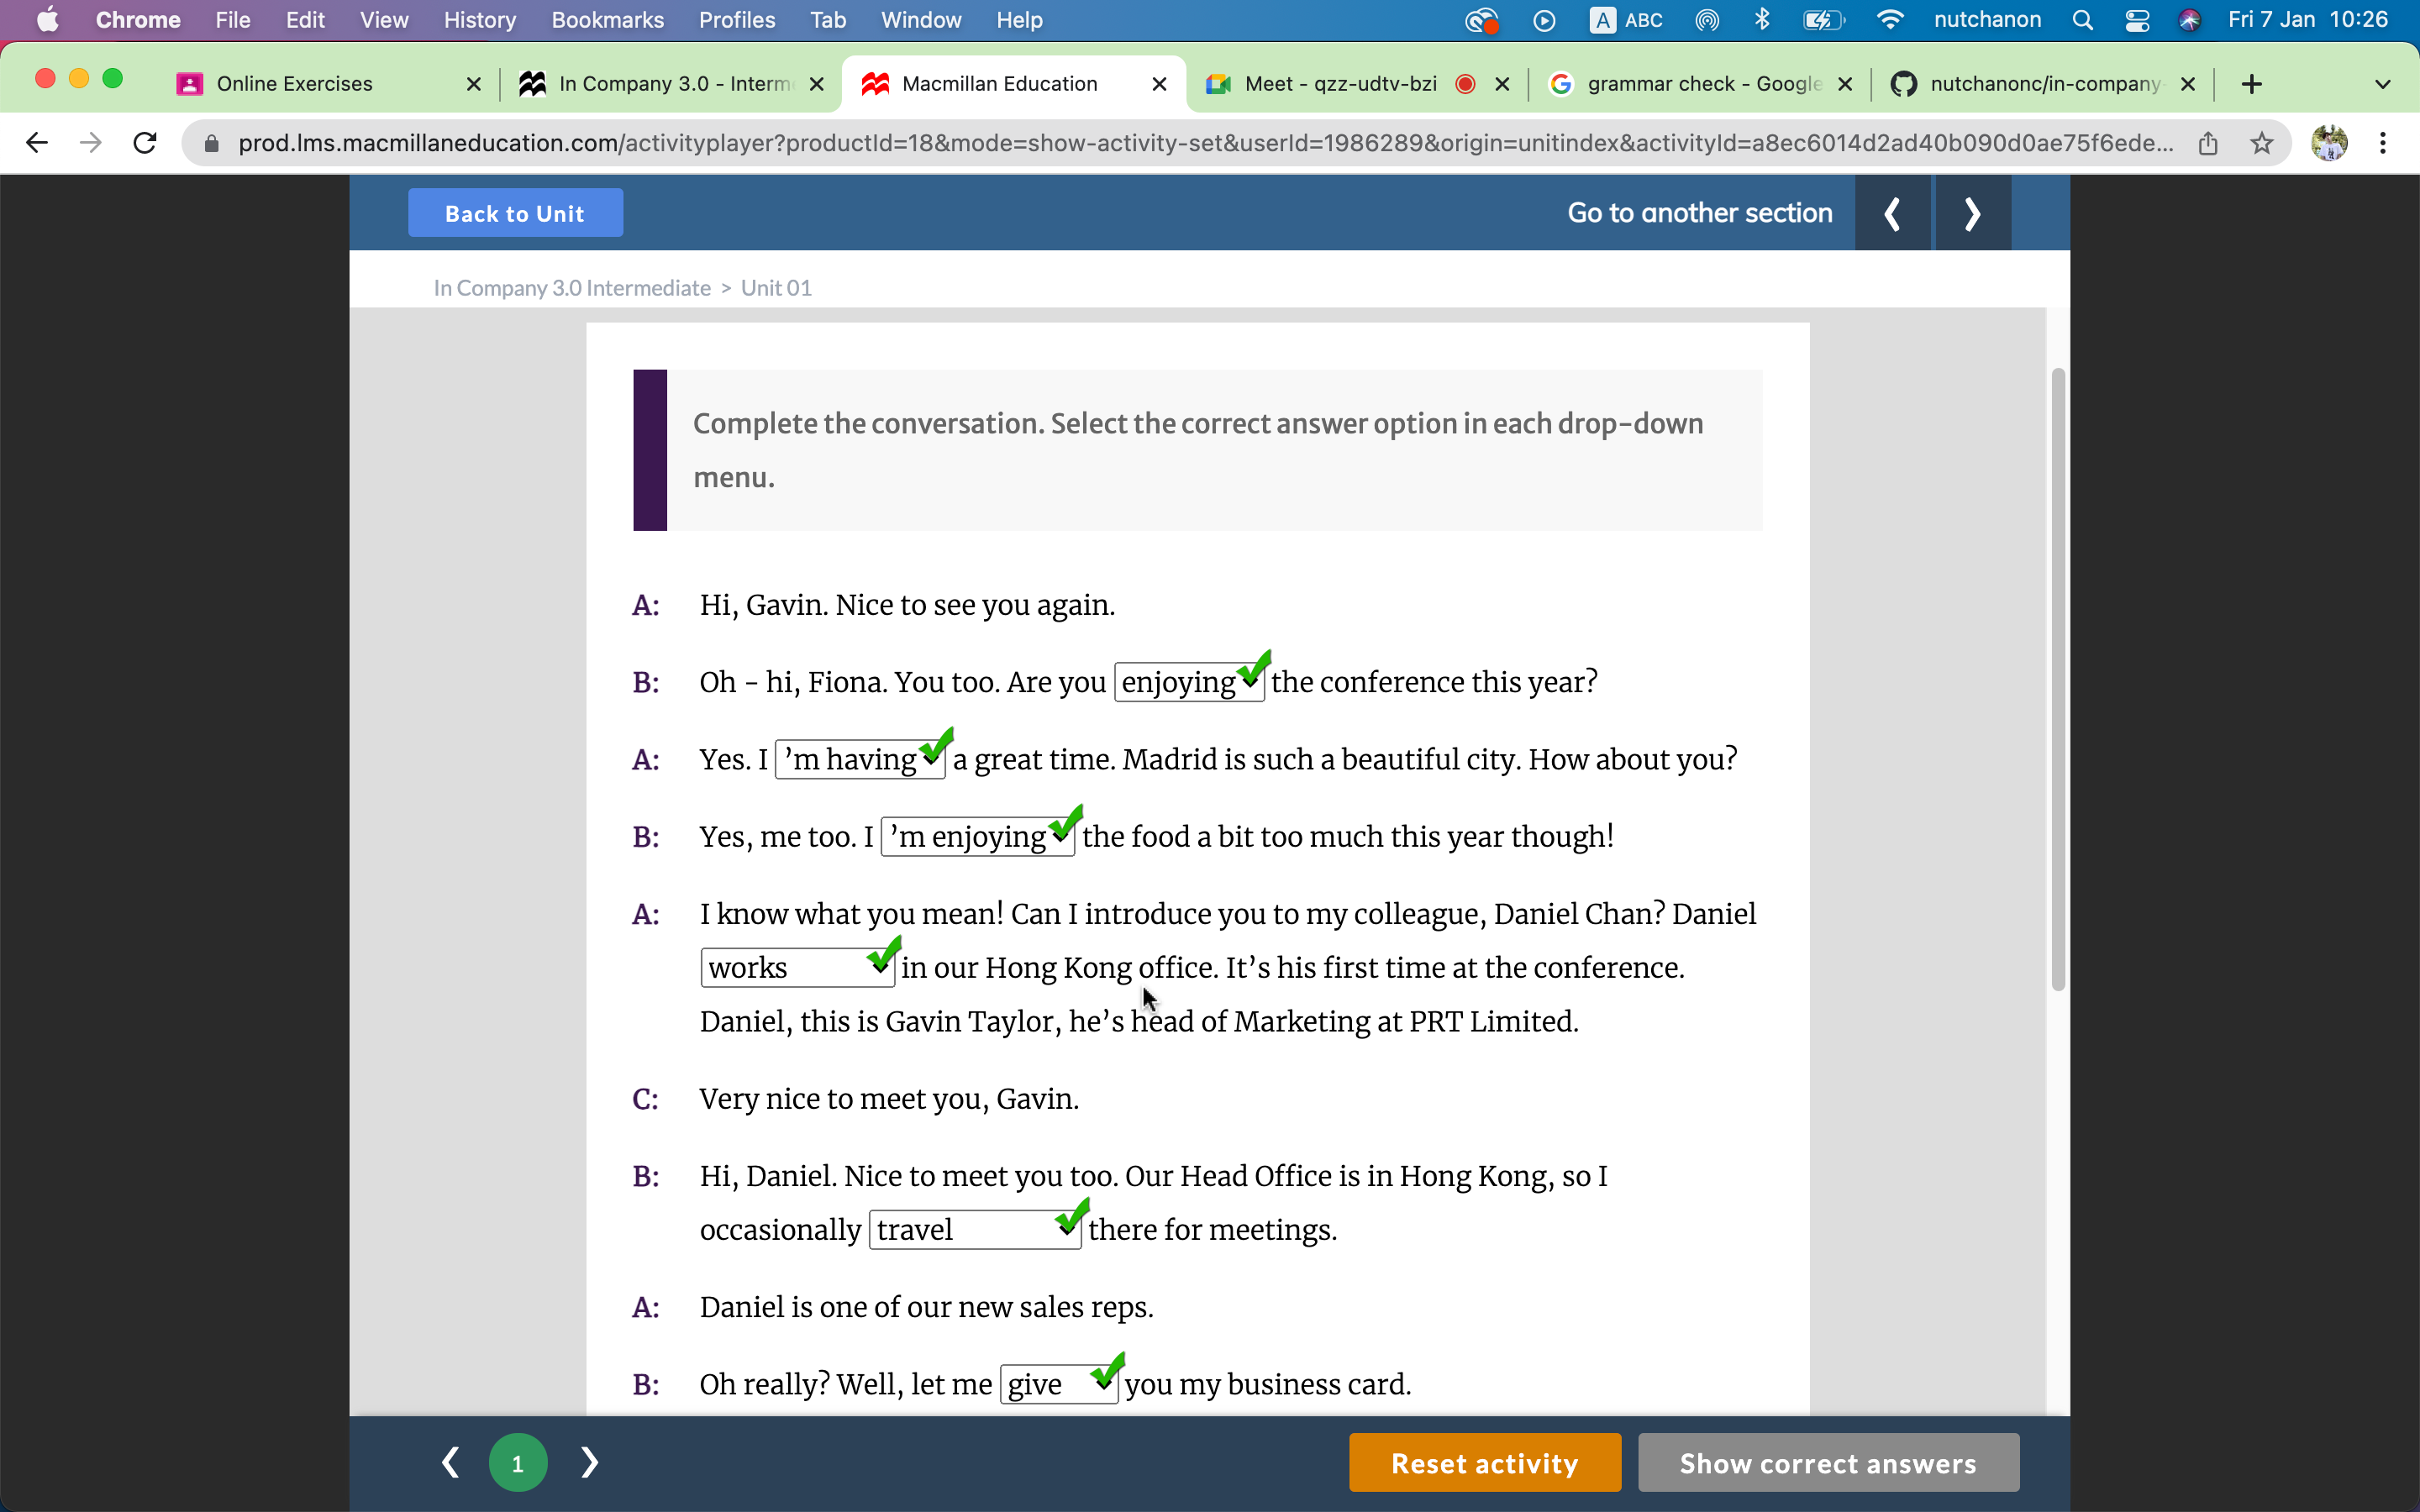 Chrome File Edit View History Bookmarks Profiles Tab Window Help A ABC nutchanon Fri 7 Jan 10:26
Online Exercises In Company 3.0 - Interm Macmillan Education Meet - qzz-udtv-bzi grammar check - Google nutchanonc/in-company-
prod.lms.macmillaneducation.com/activityplayer?productId=18&mode=show-activity-set&userId=1986289&origin=unitindex&activityId=a8ec6014d2ad40b090d0ae75f6ede...
Back to Unit Go to another section
In Company 3.0 Intermediate > Unit 01
Complete the conversation. Select the correct answer option in each drop-down
menu.
A: Hi, Gavin. Nice to see you again.
B: Oh – hi, Fiona. You too. Are you enjoying the conference this year?
A: Yes. I ’m having a great time. Madrid is such a beautiful city. How about you?
B: Yes, me too. I ’m enjoying the food a bit too much this year though!
A: I know what you mean! Can I introduce you to my colleague, Daniel Chan? Daniel
works in our Hong Kong office. It’s his first time at the conference.
Daniel, this is Gavin Taylor, he’s head of Marketing at PRT Limited.
C: Very nice to meet you, Gavin.
B: Hi, Daniel. Nice to meet you too. Our Head Office is in Hong Kong, so I
occasionally travel there for meetings.
A: Daniel is one of our new sales reps.
B: Oh really? Well, let me give you my business card.
1 Reset activity Show correct answers